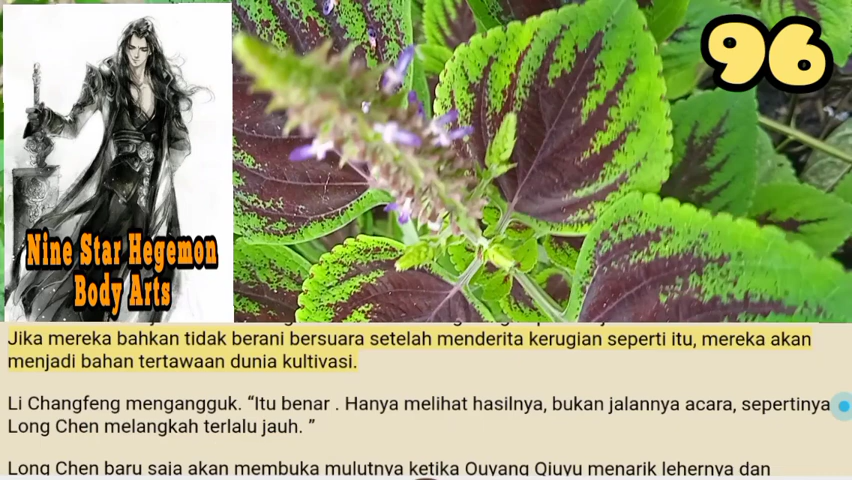 96
Nine Star Hegemon
Body Arts
Jika mereka bahkan tidak berani bersuara setelah menderita kerugian seperti itu, mereka akan
menjadi bahan tertawaan dunia kultivasi.
Li Changfeng mengangguk. “Itu benar . Hanya melihat hasilnya, bukan jalannya acara, sepertinya
Long Chen melangkah terlalu jauh. ”
Long Chen baru saja akan membuka mulutnya ketika Ouyang Qiuyu menarik lehernya dan